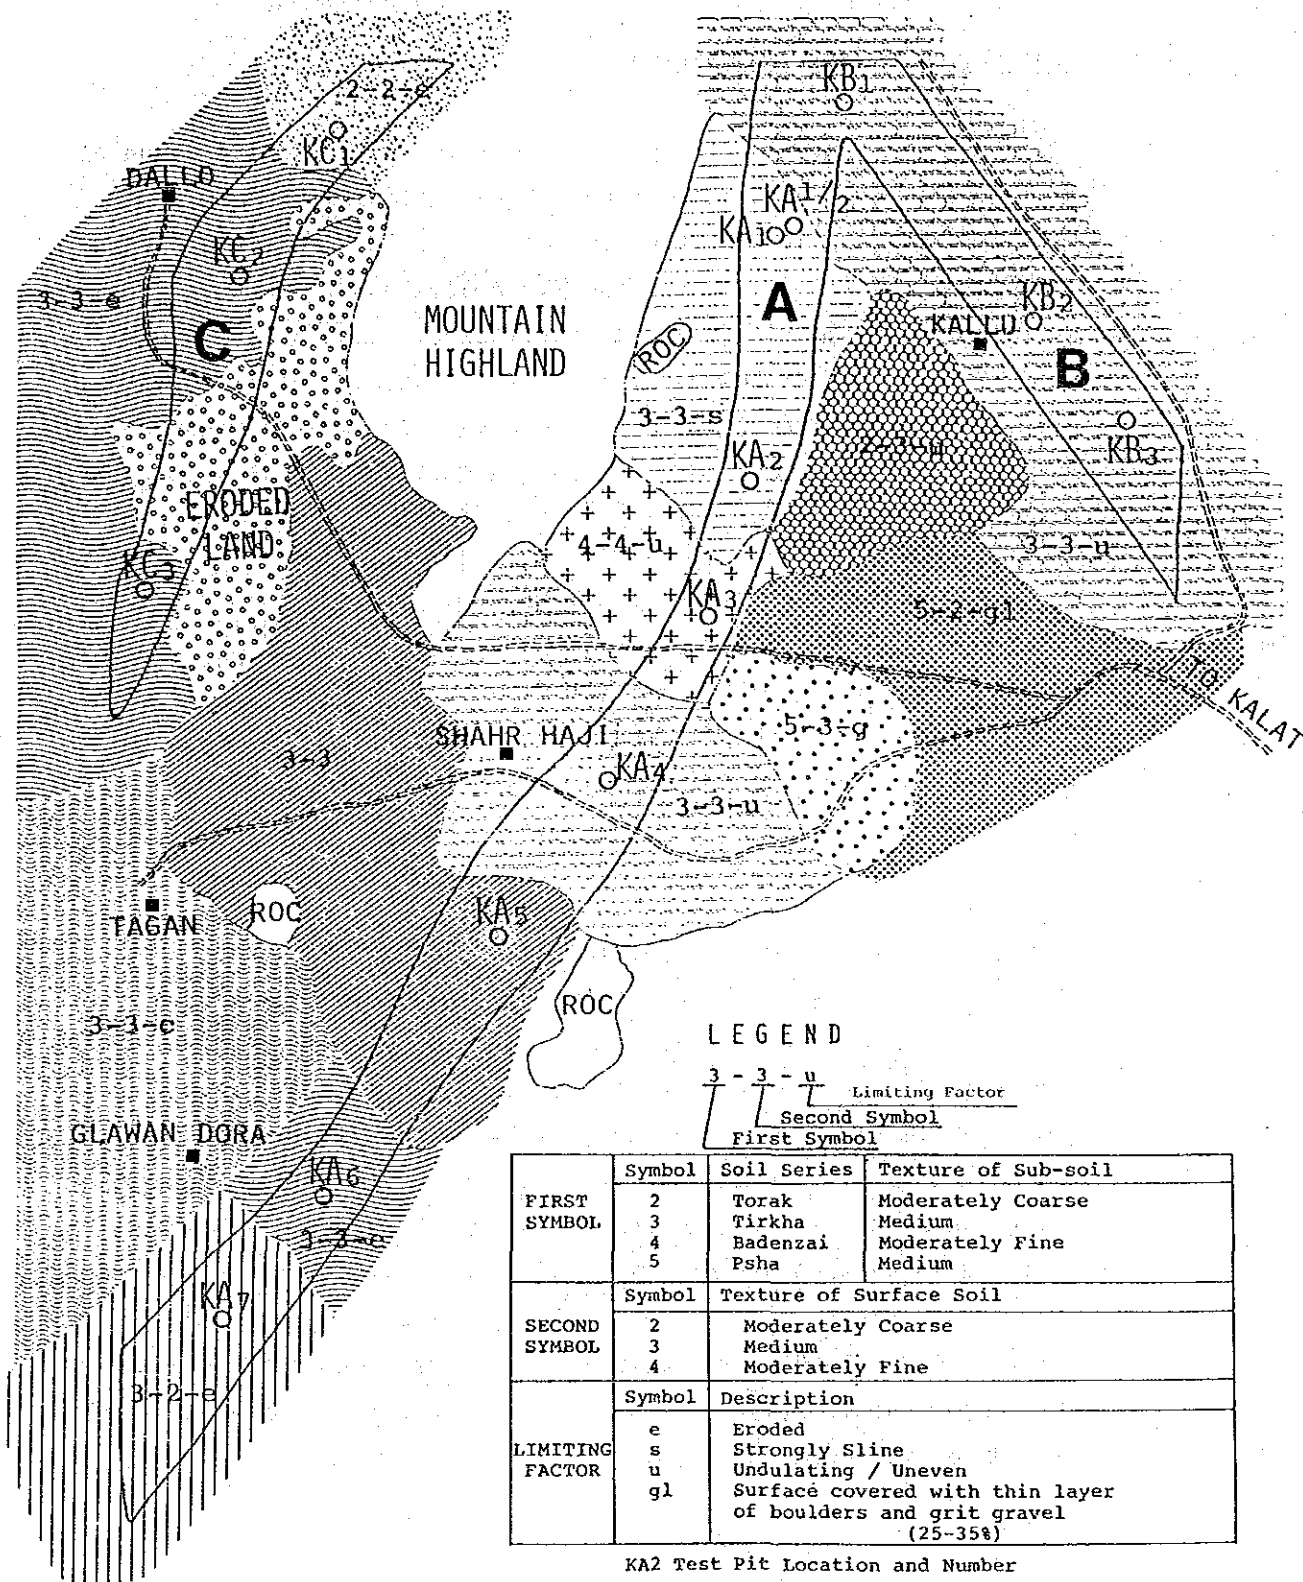 2-2-e
KB1
KC1
DALLO
KA1/2
KA1
KC2
3-3-e
C
MOUNTAIN
HIGHLAND
A
KB2
KALLU
ROC
B
3-3-s
KA2
2-3-u
KB3
ERODED
LAND
4-4-u
3-3-u
KC3
KA3
5-2-gl
TO KALAT
SHAHR HAJI
5-3-g
3-3
KA4
3-3-u
TAGAN
ROC
KA5
ROC
3-3-c
GLAWAN DORA
KA6
3-3-e
KA7
3-2-e
LEGEND
3 - 3 - u
Limiting Factor
Second Symbol
First Symbol
Symbol Soil Series Texture of Sub-soil
FIRST SYMBOL
2 Torak Moderately Coarse
3 Tirkha Medium
4 Badenzai Moderately Fine
5 Psha Medium
Symbol Texture of Surface Soil
SECOND SYMBOL
2 Moderately Coarse
3 Medium
4 Moderately Fine
Symbol Description
LIMITING FACTOR
e Eroded
s Strongly Sline
u Undulating / Uneven
gl Surface covered with thin layer
of boulders and grit gravel
(25-35%)
KA2 Test Pit Location and Number